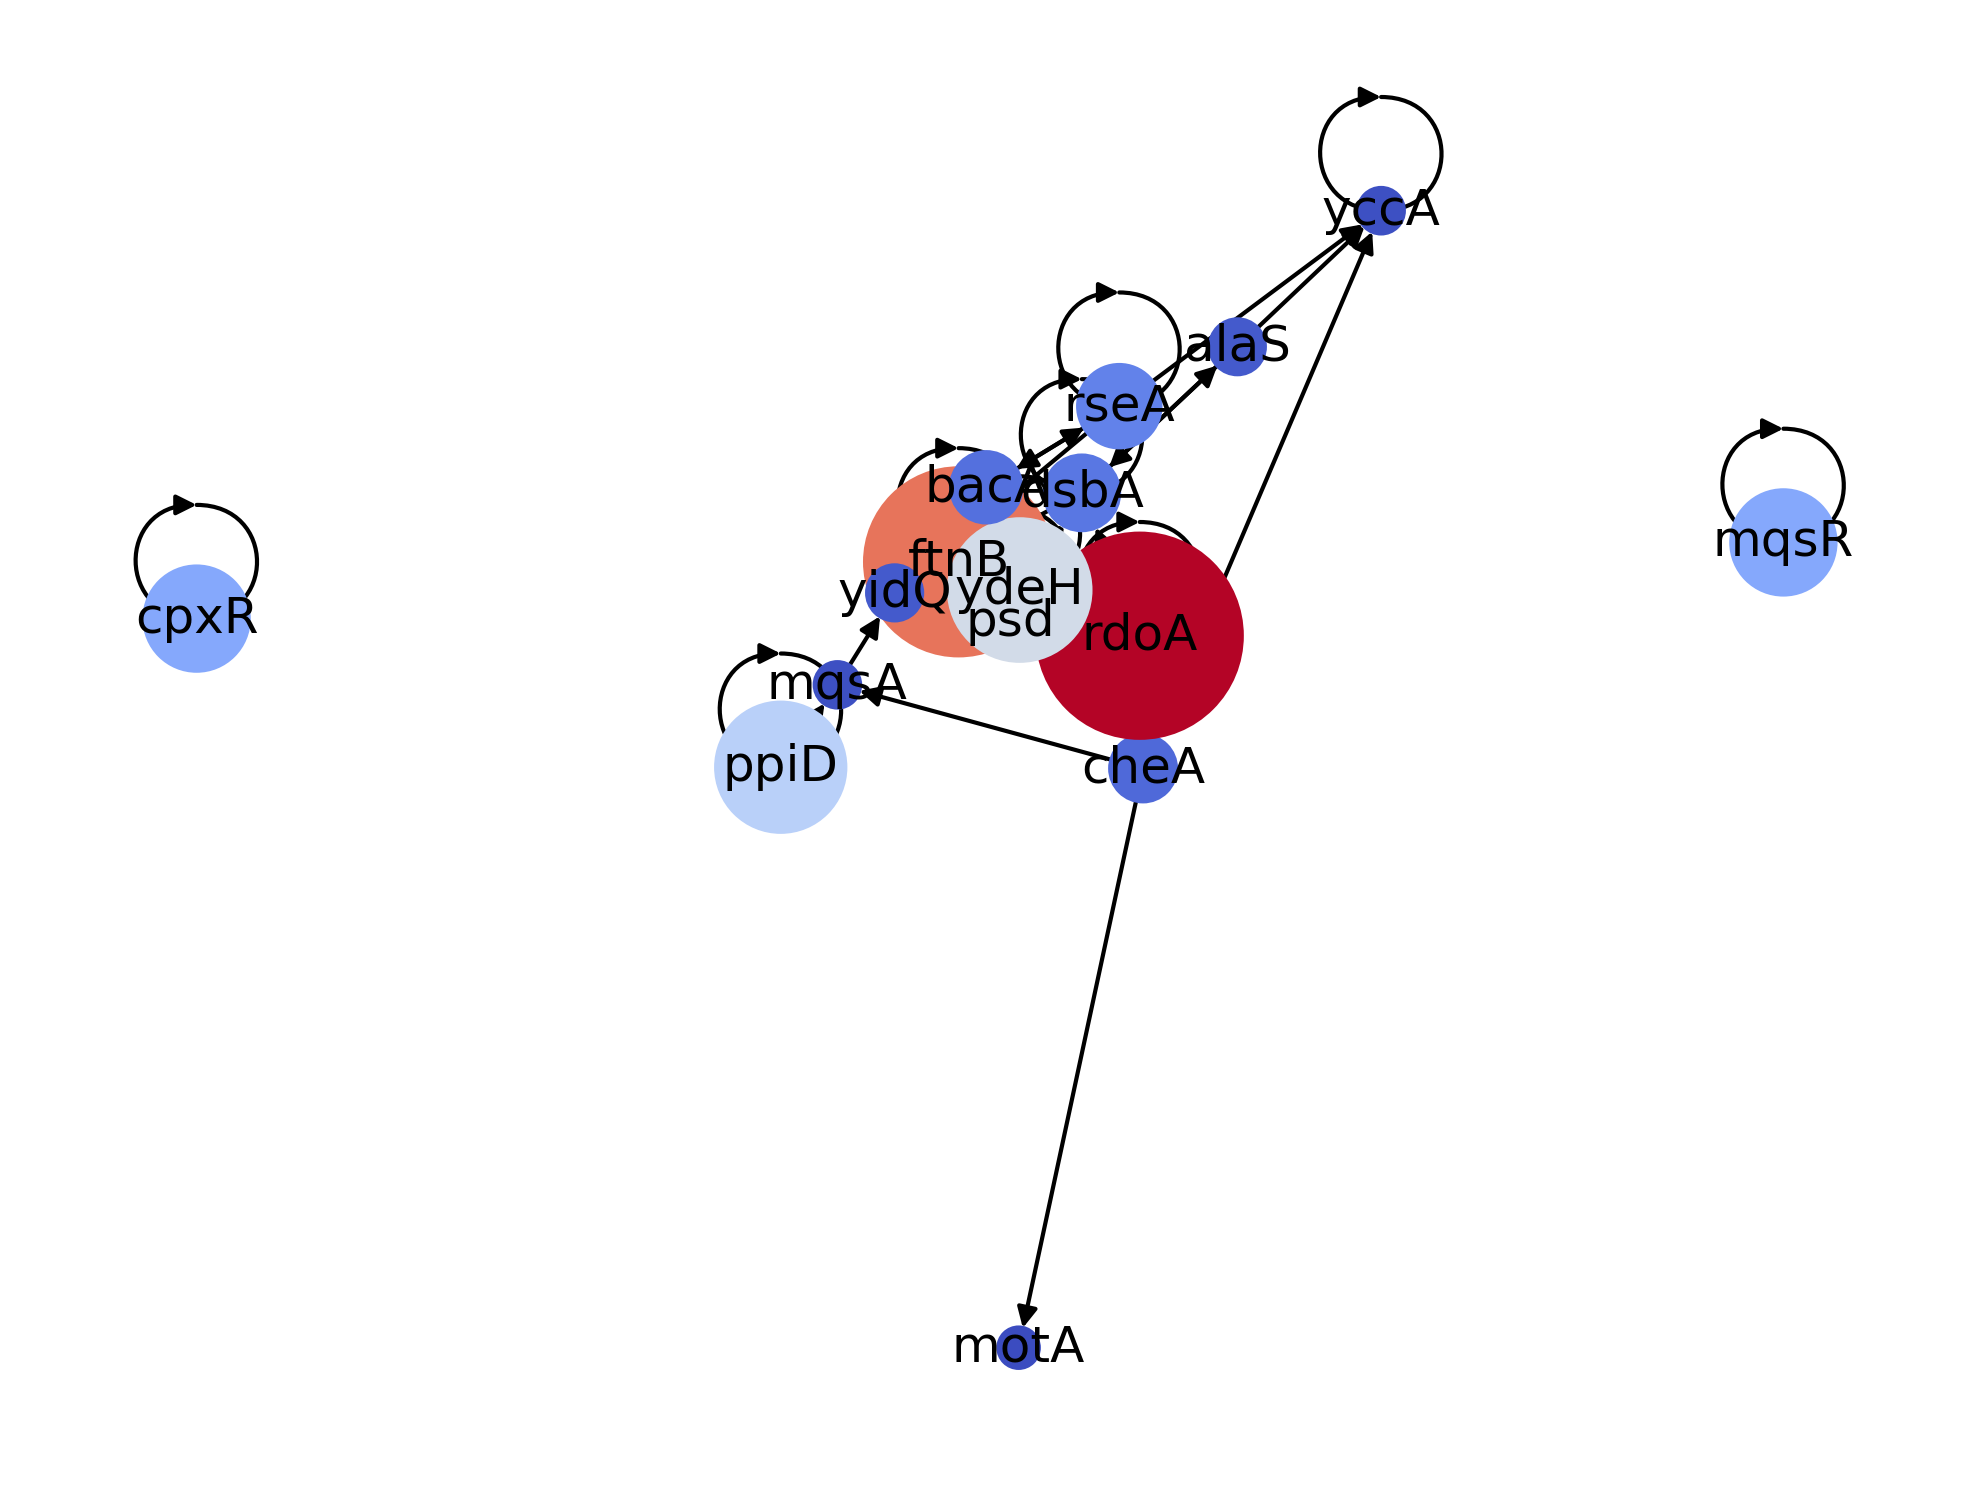 yccA
alaS
rseA
bacA
dsbA
mqsR
ftnB
yidQ
ydeH
cpxR
psd
rdoA
mqsA
ppiD
cheA
motA